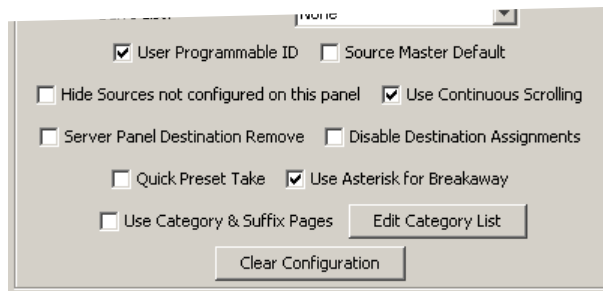 None
User Programmable ID Source Master Default
Hide Sources not configured on this panel Use Continuous Scrolling
Server Panel Destination Remove Disable Destination Assignments
Quick Preset Take Use Asterisk for Breakaway
Use Category & Suffix Pages Edit Category List
Clear Configuration